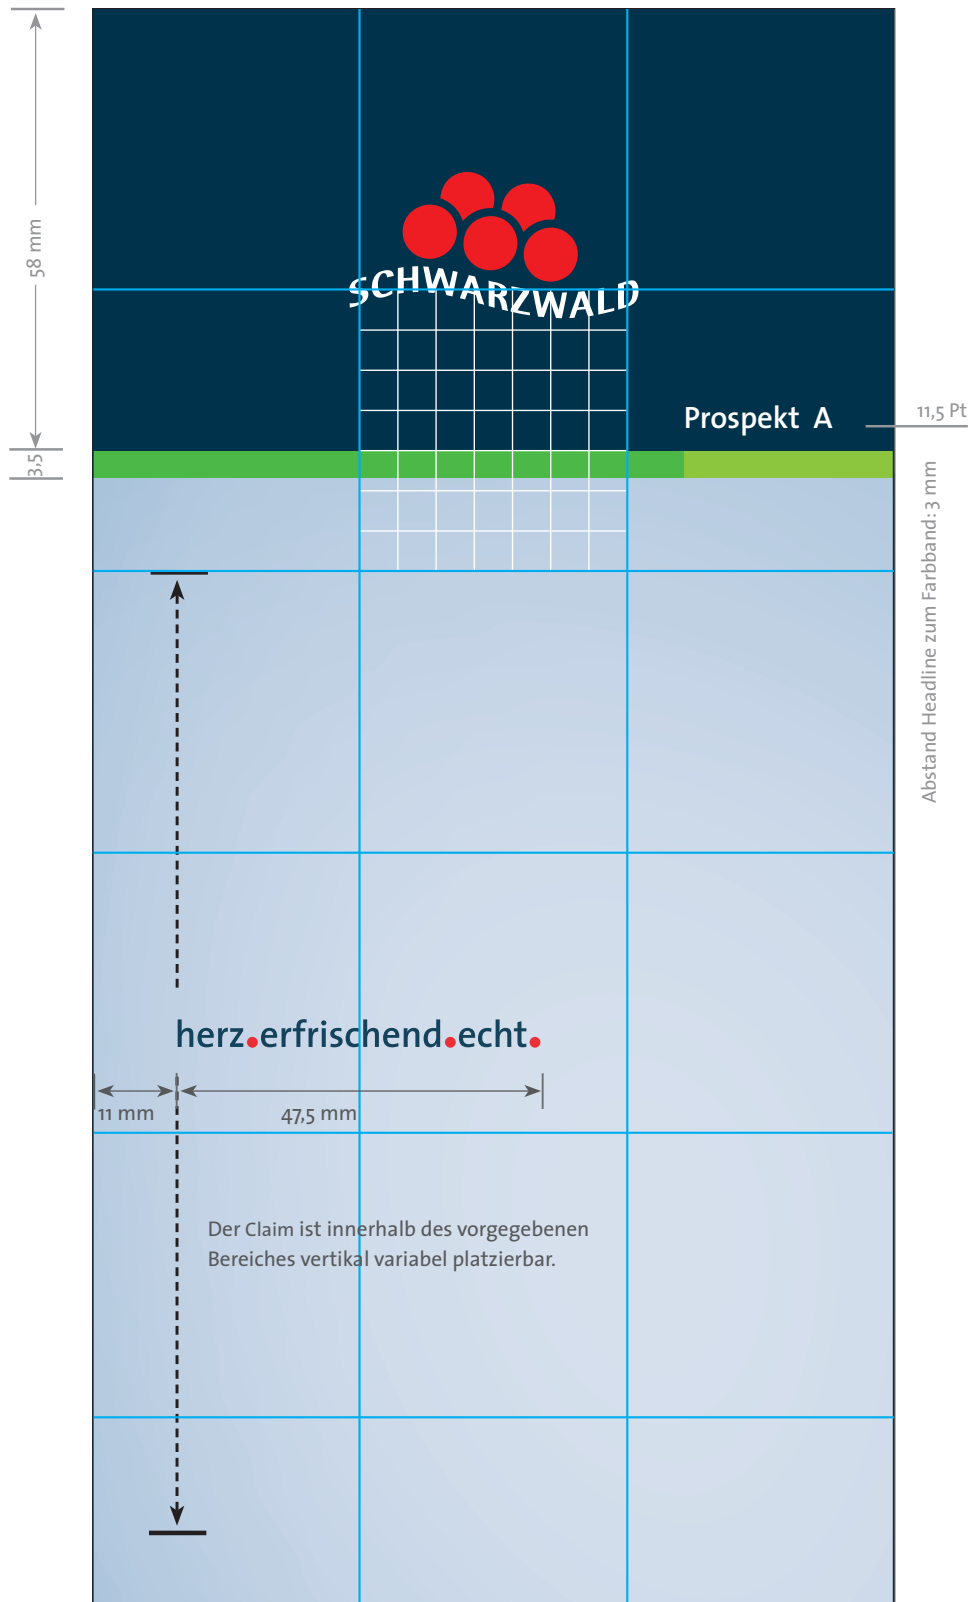 58 mm
SCHWARZWALD
Prospekt A
11,5 Pt
3,5
Abstand Headline zum Farbband: 3 mm
herz.erfrischend.echt.
11 mm
47,5 mm
Der Claim ist innerhalb des vorgegebenen
Bereiches vertikal variabel platzierbar.